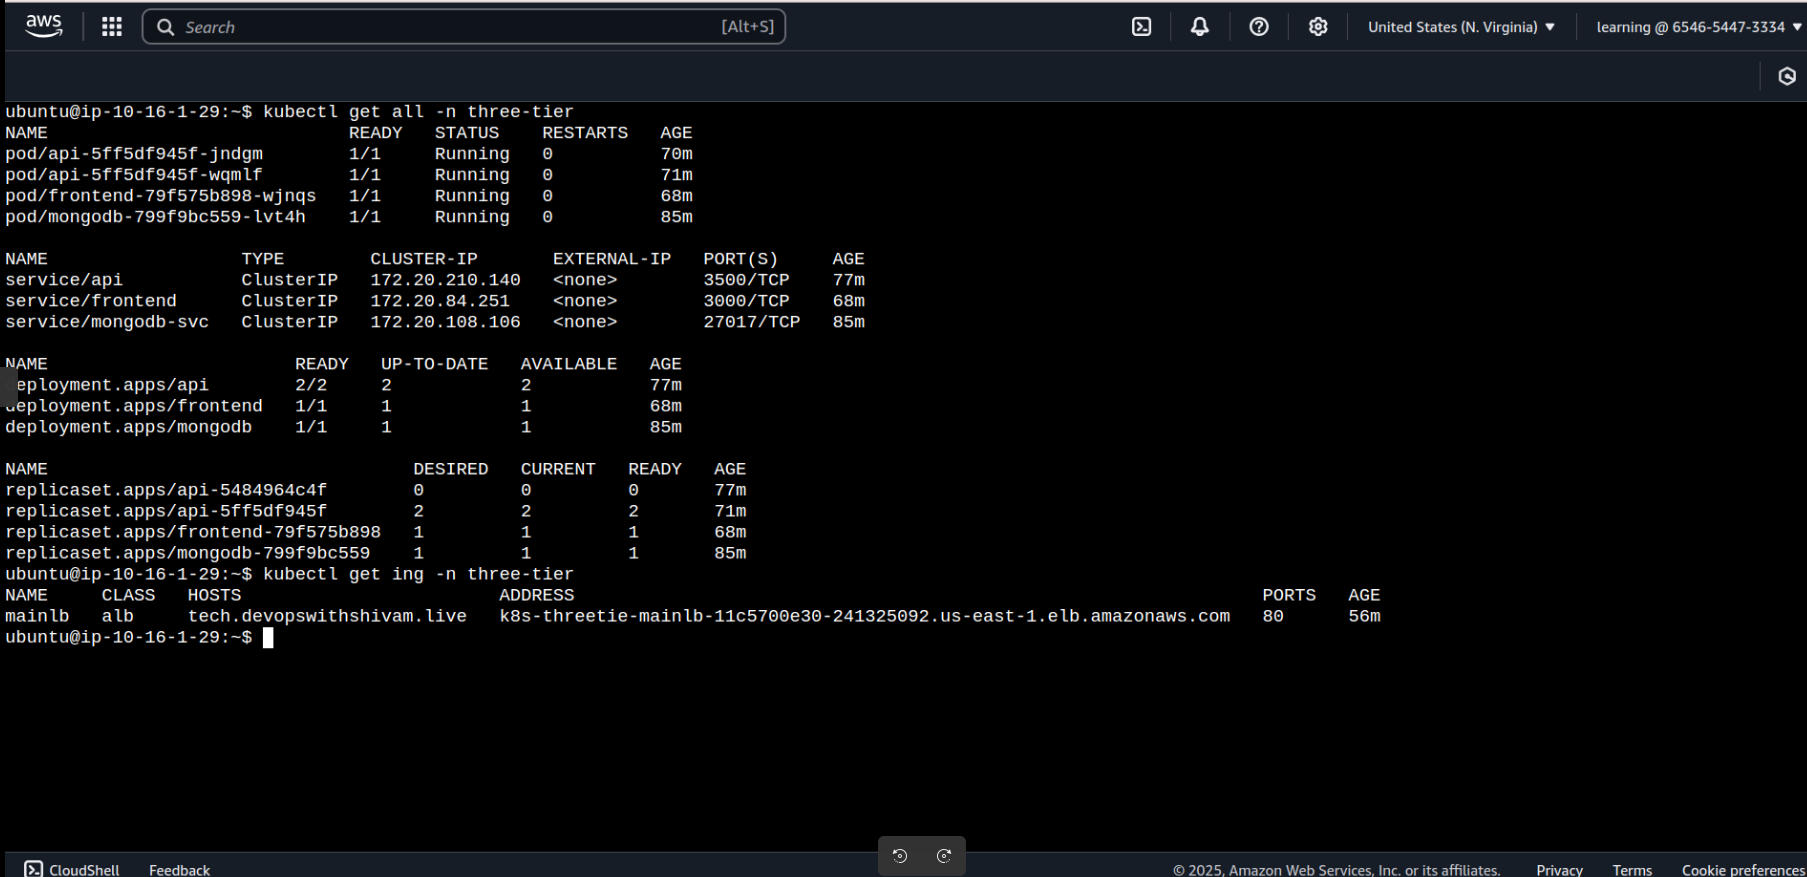 aws Search [Alt+S] United States (N. Virginia) learning @ 6546-5447-3334
ubuntu@ip-10-16-1-29:~$ kubectl get all -n three-tier
NAME READY STATUS RESTARTS AGE
pod/api-5ff5df945f-jndgm 1/1 Running 0 70m
pod/api-5ff5df945f-wqmlf 1/1 Running 0 71m
pod/frontend-79f575b898-wjnqs 1/1 Running 0 68m
pod/mongodb-799f9bc559-lvt4h 1/1 Running 0 85m
NAME TYPE CLUSTER-IP EXTERNAL-IP PORT(S) AGE
service/api ClusterIP 172.20.210.140 <none> 3500/TCP 77m
service/frontend ClusterIP 172.20.84.251 <none> 3000/TCP 68m
service/mongodb-svc ClusterIP 172.20.108.106 <none> 27017/TCP 85m
NAME READY UP-TO-DATE AVAILABLE AGE
deployment.apps/api 2/2 2 2 77m
deployment.apps/frontend 1/1 1 1 68m
deployment.apps/mongodb 1/1 1 1 85m
NAME DESIRED CURRENT READY AGE
replicaset.apps/api-5484964c4f 0 0 0 77m
replicaset.apps/api-5ff5df945f 2 2 2 71m
replicaset.apps/frontend-79f575b898 1 1 1 68m
replicaset.apps/mongodb-799f9bc559 1 1 1 85m
ubuntu@ip-10-16-1-29:~$ kubectl get ing -n three-tier
NAME CLASS HOSTS ADDRESS PORTS AGE
mainlb alb tech.devopswithshivam.live k8s-threetie-mainlb-11c5700e30-241325092.us-east-1.elb.amazonaws.com 80 56m
ubuntu@ip-10-16-1-29:~$
CloudShell Feedback © 2025, Amazon Web Services, Inc. or its affiliates. Privacy Terms Cookie preferences